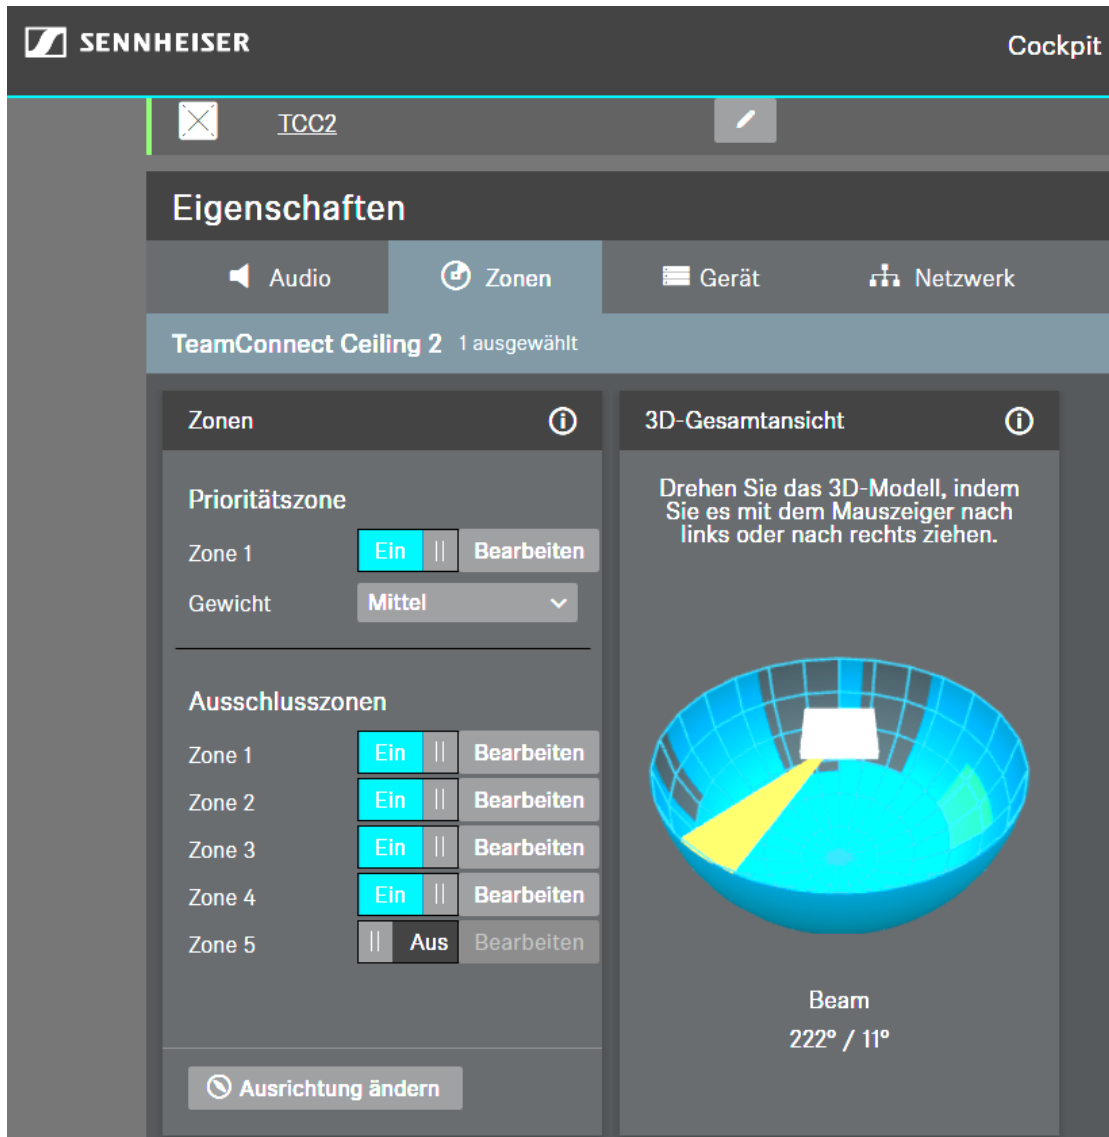 SENNHEISER
Cockpit
TCC2
Eigenschaften
Audio
Zonen
Gerät
Netzwerk
TeamConnect Ceiling 2 1 ausgewählt
Zonen
Prioritätszone
Zone 1 Ein Bearbeiten
Gewicht Mittel
Ausschlusszonen
Zone 1 Ein Bearbeiten
Zone 2 Ein Bearbeiten
Zone 3 Ein Bearbeiten
Zone 4 Ein Bearbeiten
Zone 5 Aus Bearbeiten
Ausrichtung ändern
3D-Gesamtansicht
Drehen Sie das 3D-Modell, indem
Sie es mit dem Mauszeiger nach
links oder nach rechts ziehen.
Beam
222° / 11°